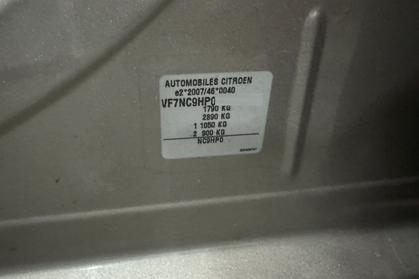 AUTOMOBILES CITROEN
e2*2007/46*0040
VF7NC9HP0
1790 KG
2890 KG
1 1050 KG
2 900 KG
NC9HP0